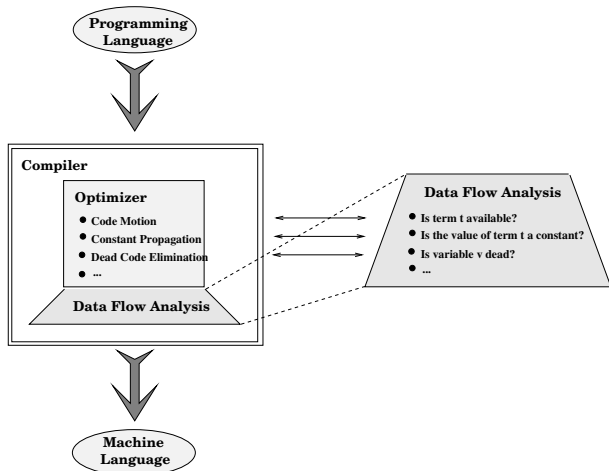 Programming
Language
Compiler
Optimizer
● Code Motion
● Constant Propagation
● Dead Code Elimination
● ...
Data Flow Analysis
Data Flow Analysis
● Is term t available?
● Is the value of term t a constant?
● Is variable v dead?
● ...
Machine
Language